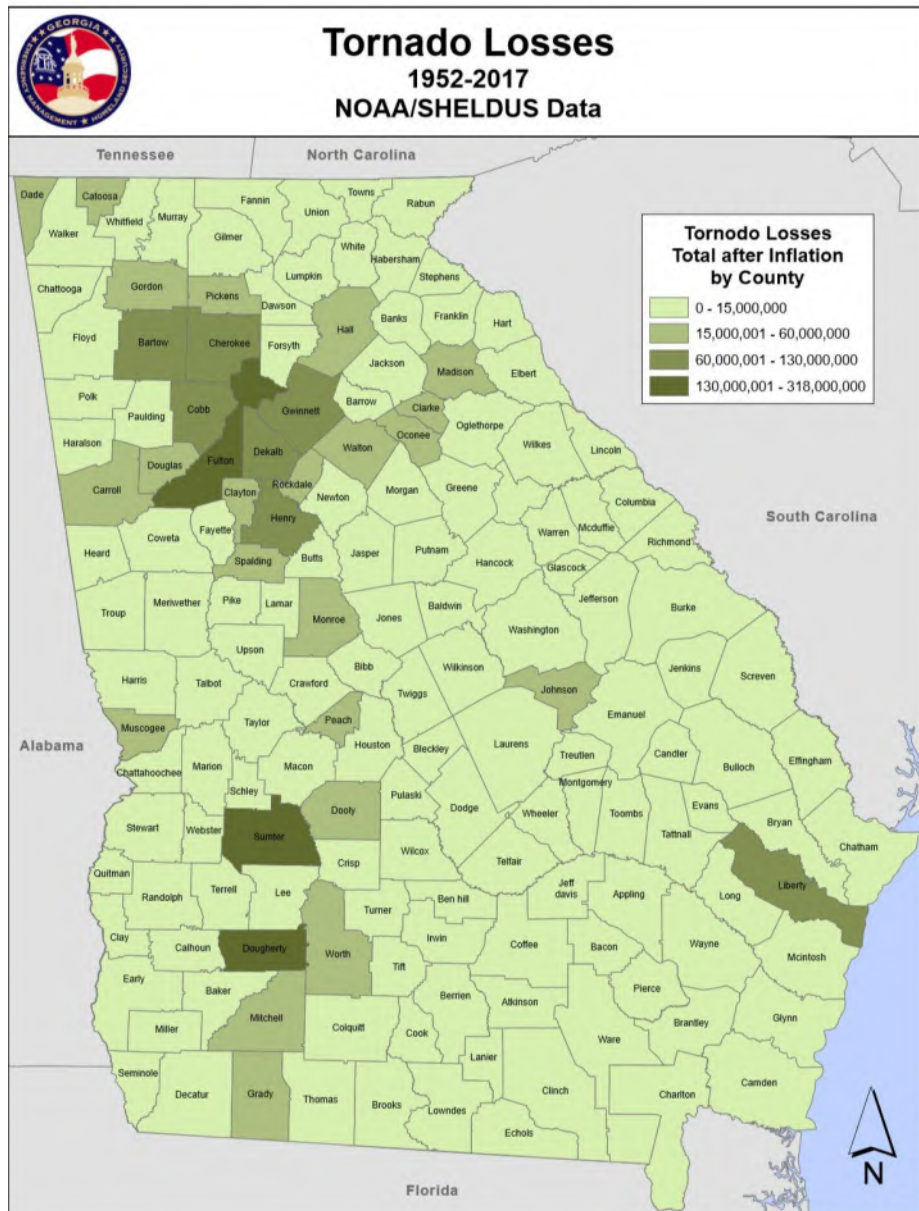 GEORGIA
EMERGENCY MANAGEMENT
HOMELAND SECURITY
Tornado Losses
1952-2017
NOAA/SHELDUS Data
Tennessee
North Carolina
Tornodo Losses
Total after Inflation
by County
0 - 15,000,000
15,000,001 - 60,000,000
60,000,001 - 130,000,000
130,000,001 - 318,000,000
Dade
Catoosa
Walker
Whitfield
Murray
Fannin
Union
Towns
Rabun
Gilmer
White
Habersham
Lumpkin
Stephens
Chattooga
Gordon
Pickens
Dawson
Hall
Banks
Franklin
Hart
Floyd
Bartow
Cherokee
Forsyth
Jackson
Madison
Elbert
Polk
Paulding
Cobb
Gwinnett
Barrow
Clarke
Oconee
Oglethorpe
Wilkes
Lincoln
Haralson
Douglas
Fulton
Dekalb
Walton
Carroll
Clayton
Rockdale
Newton
Morgan
Greene
Columbia
Mcduffie
Warren
Richmond
South Carolina
Heard
Coweta
Fayette
Henry
Spalding
Butts
Jasper
Putnam
Hancock
Glascock
Jefferson
Burke
Troup
Meriwether
Pike
Lamar
Monroe
Jones
Baldwin
Washington
Upson
Bibb
Wilkinson
Jenkins
Screven
Harris
Talbot
Crawford
Twiggs
Johnson
Emanuel
Muscogee
Taylor
Peach
Houston
Bleckley
Laurens
Treutlen
Candler
Bulloch
Effingham
Alabama
Chattahoochee
Marion
Macon
Schley
Pulaski
Dodge
Montgomery
Wheeler
Toombs
Evans
Tattnall
Bryan
Chatham
Stewart
Webster
Sumter
Dooly
Wilcox
Telfair
Crisp
Quitman
Randolph
Terrell
Lee
Turner
Ben hill
Jeff
davis
Appling
Long
Liberty
Clay
Calhoun
Dougherty
Worth
Irwin
Tift
Coffee
Bacon
Wayne
Mcintosh
Early
Baker
Mitchell
Berrien
Atkinson
Pierce
Miller
Colquitt
Cook
Ware
Brantley
Glynn
Lanier
Seminole
Decatur
Grady
Thomas
Brooks
Lowndes
Clinch
Echols
Charlton
Camden
Florida
N